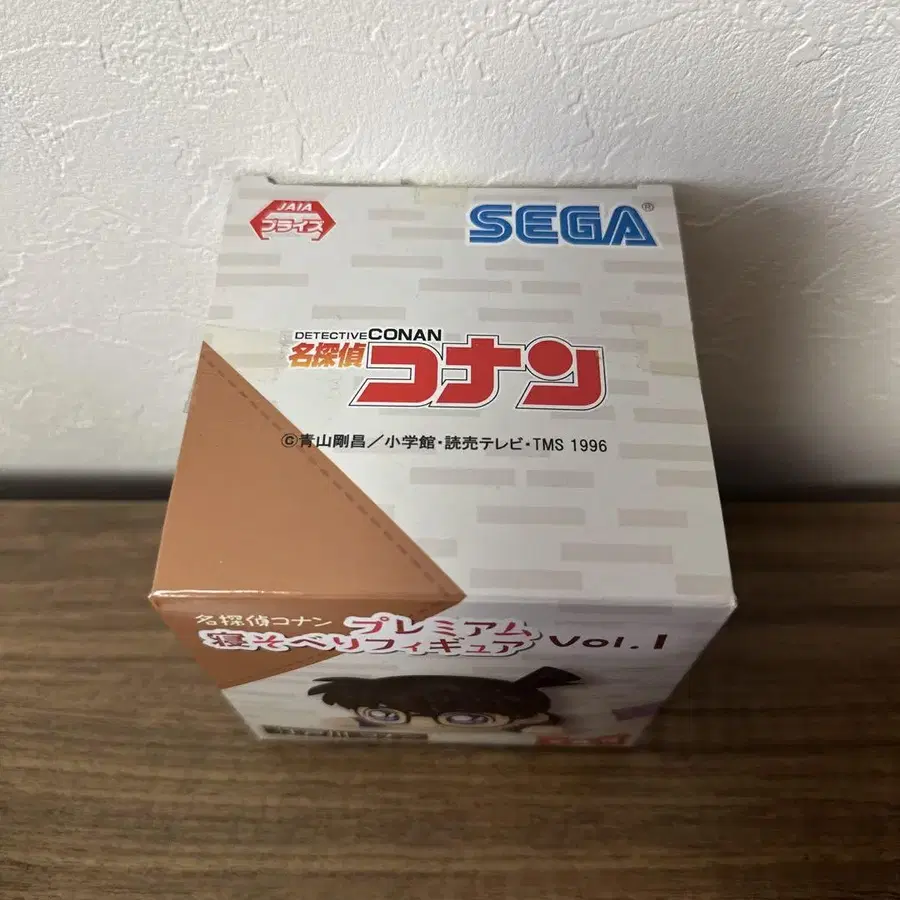 JAIA
プライズ
SEGA®
DETECTIVE CONAN
名探偵コナン
©青山剛昌／小学館・読売テレビ・TMS 1996
名探偵コナン プレミアム
寝そべりフィギュア Vol.1